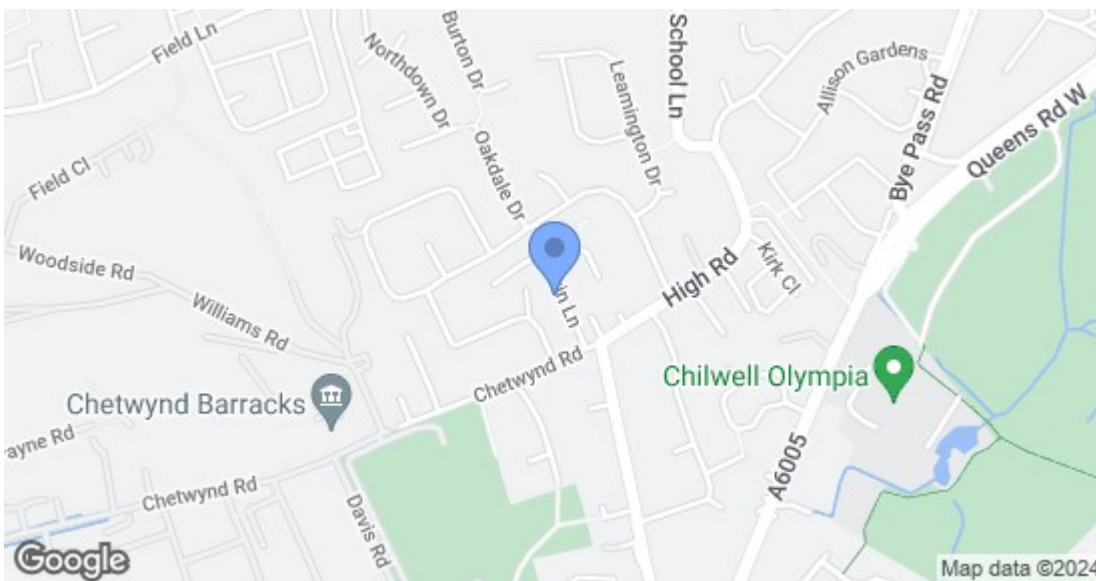 Field Ln
Burton Dr
Northdown Dr
School Ln
Leamington Dr
Allison Gardens
Bye Pass Rd
Queens Rd W
Field Cl
Oakdale Dr
Woodside Rd
Williams Rd
Ln
High Rd
Kirk Cl
Chetwynd Rd
Chilwell Olympia
Chetwynd Barracks
Rd
A6005
Chetwynd Rd
Davis Rd
Google
Map data ©2024